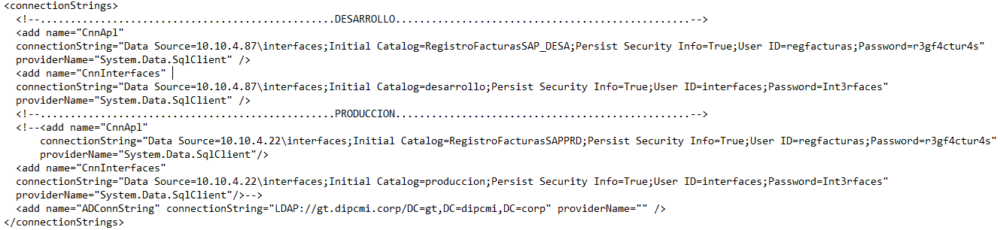 <connectionStrings>
<!--.................................................DESARROLLO.................................................-->
<add name="CnnApl"
connectionString="Data Source=10.10.4.87\interfaces;Initial Catalog=RegistroFacturasSAP_DESA;Persist Security Info=True;User ID=regfacturas;Password=r3gf4ctur4s"
providerName="System.Data.SqlClient" />
<add name="CnnInterfaces"
connectionString="Data Source=10.10.4.87\interfaces;Initial Catalog=desarrollo;Persist Security Info=True;User ID=interfaces;Password=Int3rfaces"
providerName="System.Data.SqlClient" />
<!--.................................................PRODUCCION.................................................-->
<!--<add name="CnnApl"
connectionString="Data Source=10.10.4.22\interfaces;Initial Catalog=RegistroFacturasSAPPRD;Persist Security Info=True;User ID=regfacturas;Password=r3gf4ctur4s"
providerName="System.Data.SqlClient"/>
<add name="CnnInterfaces"
connectionString="Data Source=10.10.4.22\interfaces;Initial Catalog=produccion;Persist Security Info=True;User ID=interfaces;Password=Int3rfaces"
providerName="System.Data.SqlClient"/>-->
<add name="ADConnString" connectionString="LDAP://gt.dipcmi.corp/DC=gt,DC=dipcmi,DC=corp" providerName="" />
</connectionStrings>